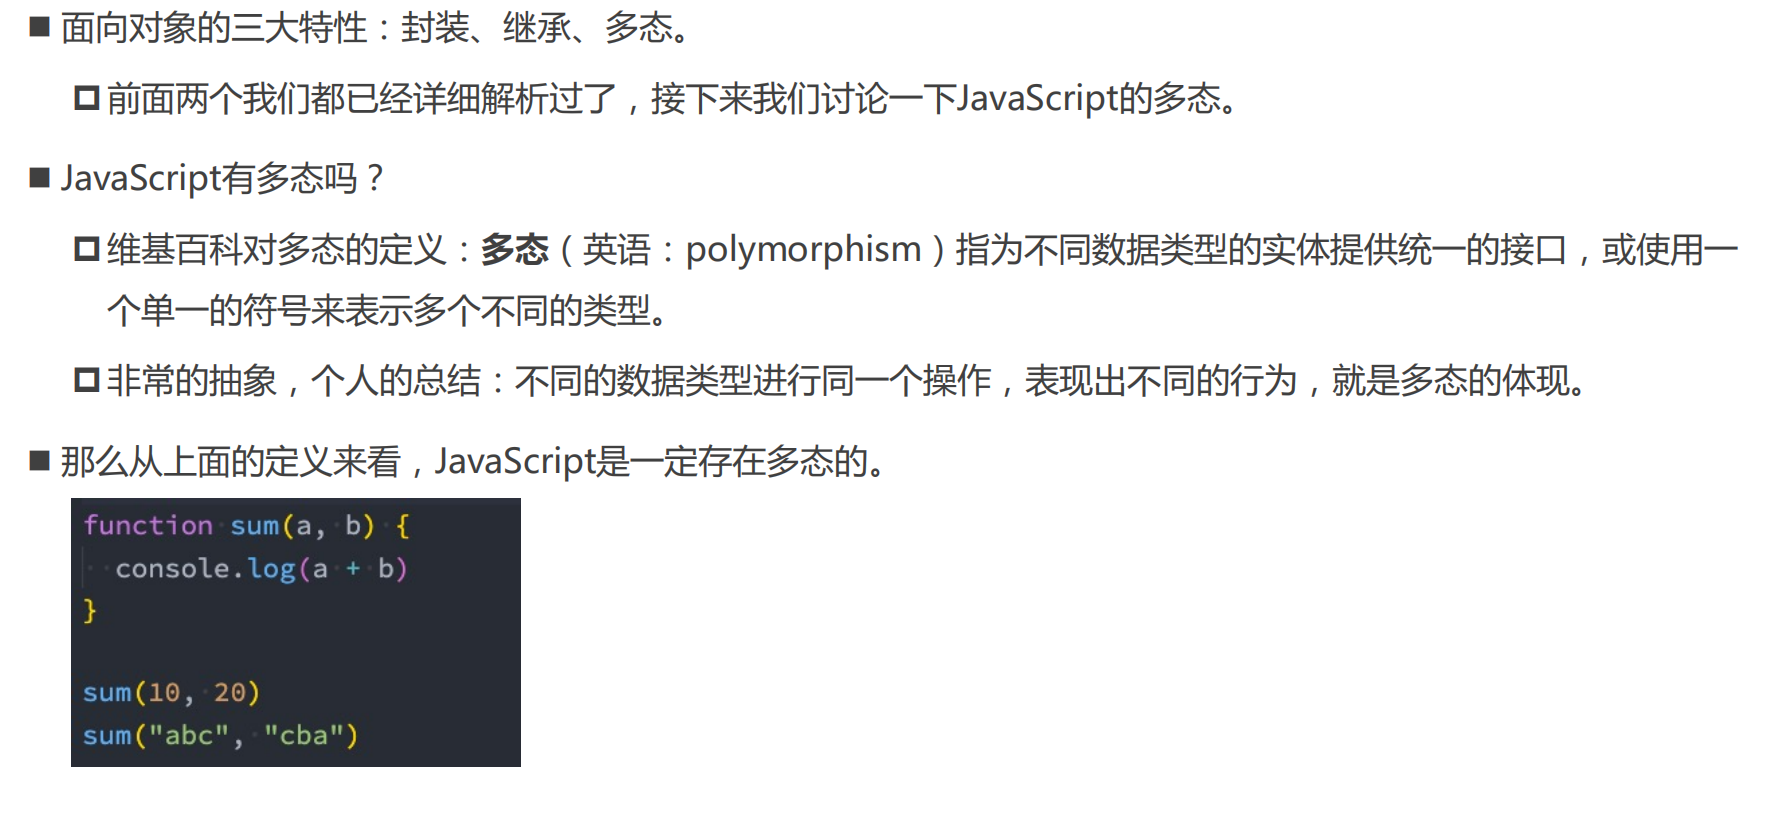 面向对象的三大特性：封装、继承、多态。
前面两个我们都已经详细解析过了，接下来我们讨论一下JavaScript的多态。
JavaScript有多态吗？
维基百科对多态的定义：多态（英语：polymorphism）指为不同数据类型的实体提供统一的接口，或使用一
个单一的符号来表示多个不同的类型。
非常的抽象，个人的总结：不同的数据类型进行同一个操作，表现出不同的行为，就是多态的体现。
那么从上面的定义来看，JavaScript是一定存在多态的。
function sum(a, b) {
  console.log(a + b)
}
sum(10, 20)
sum("abc", "cba")